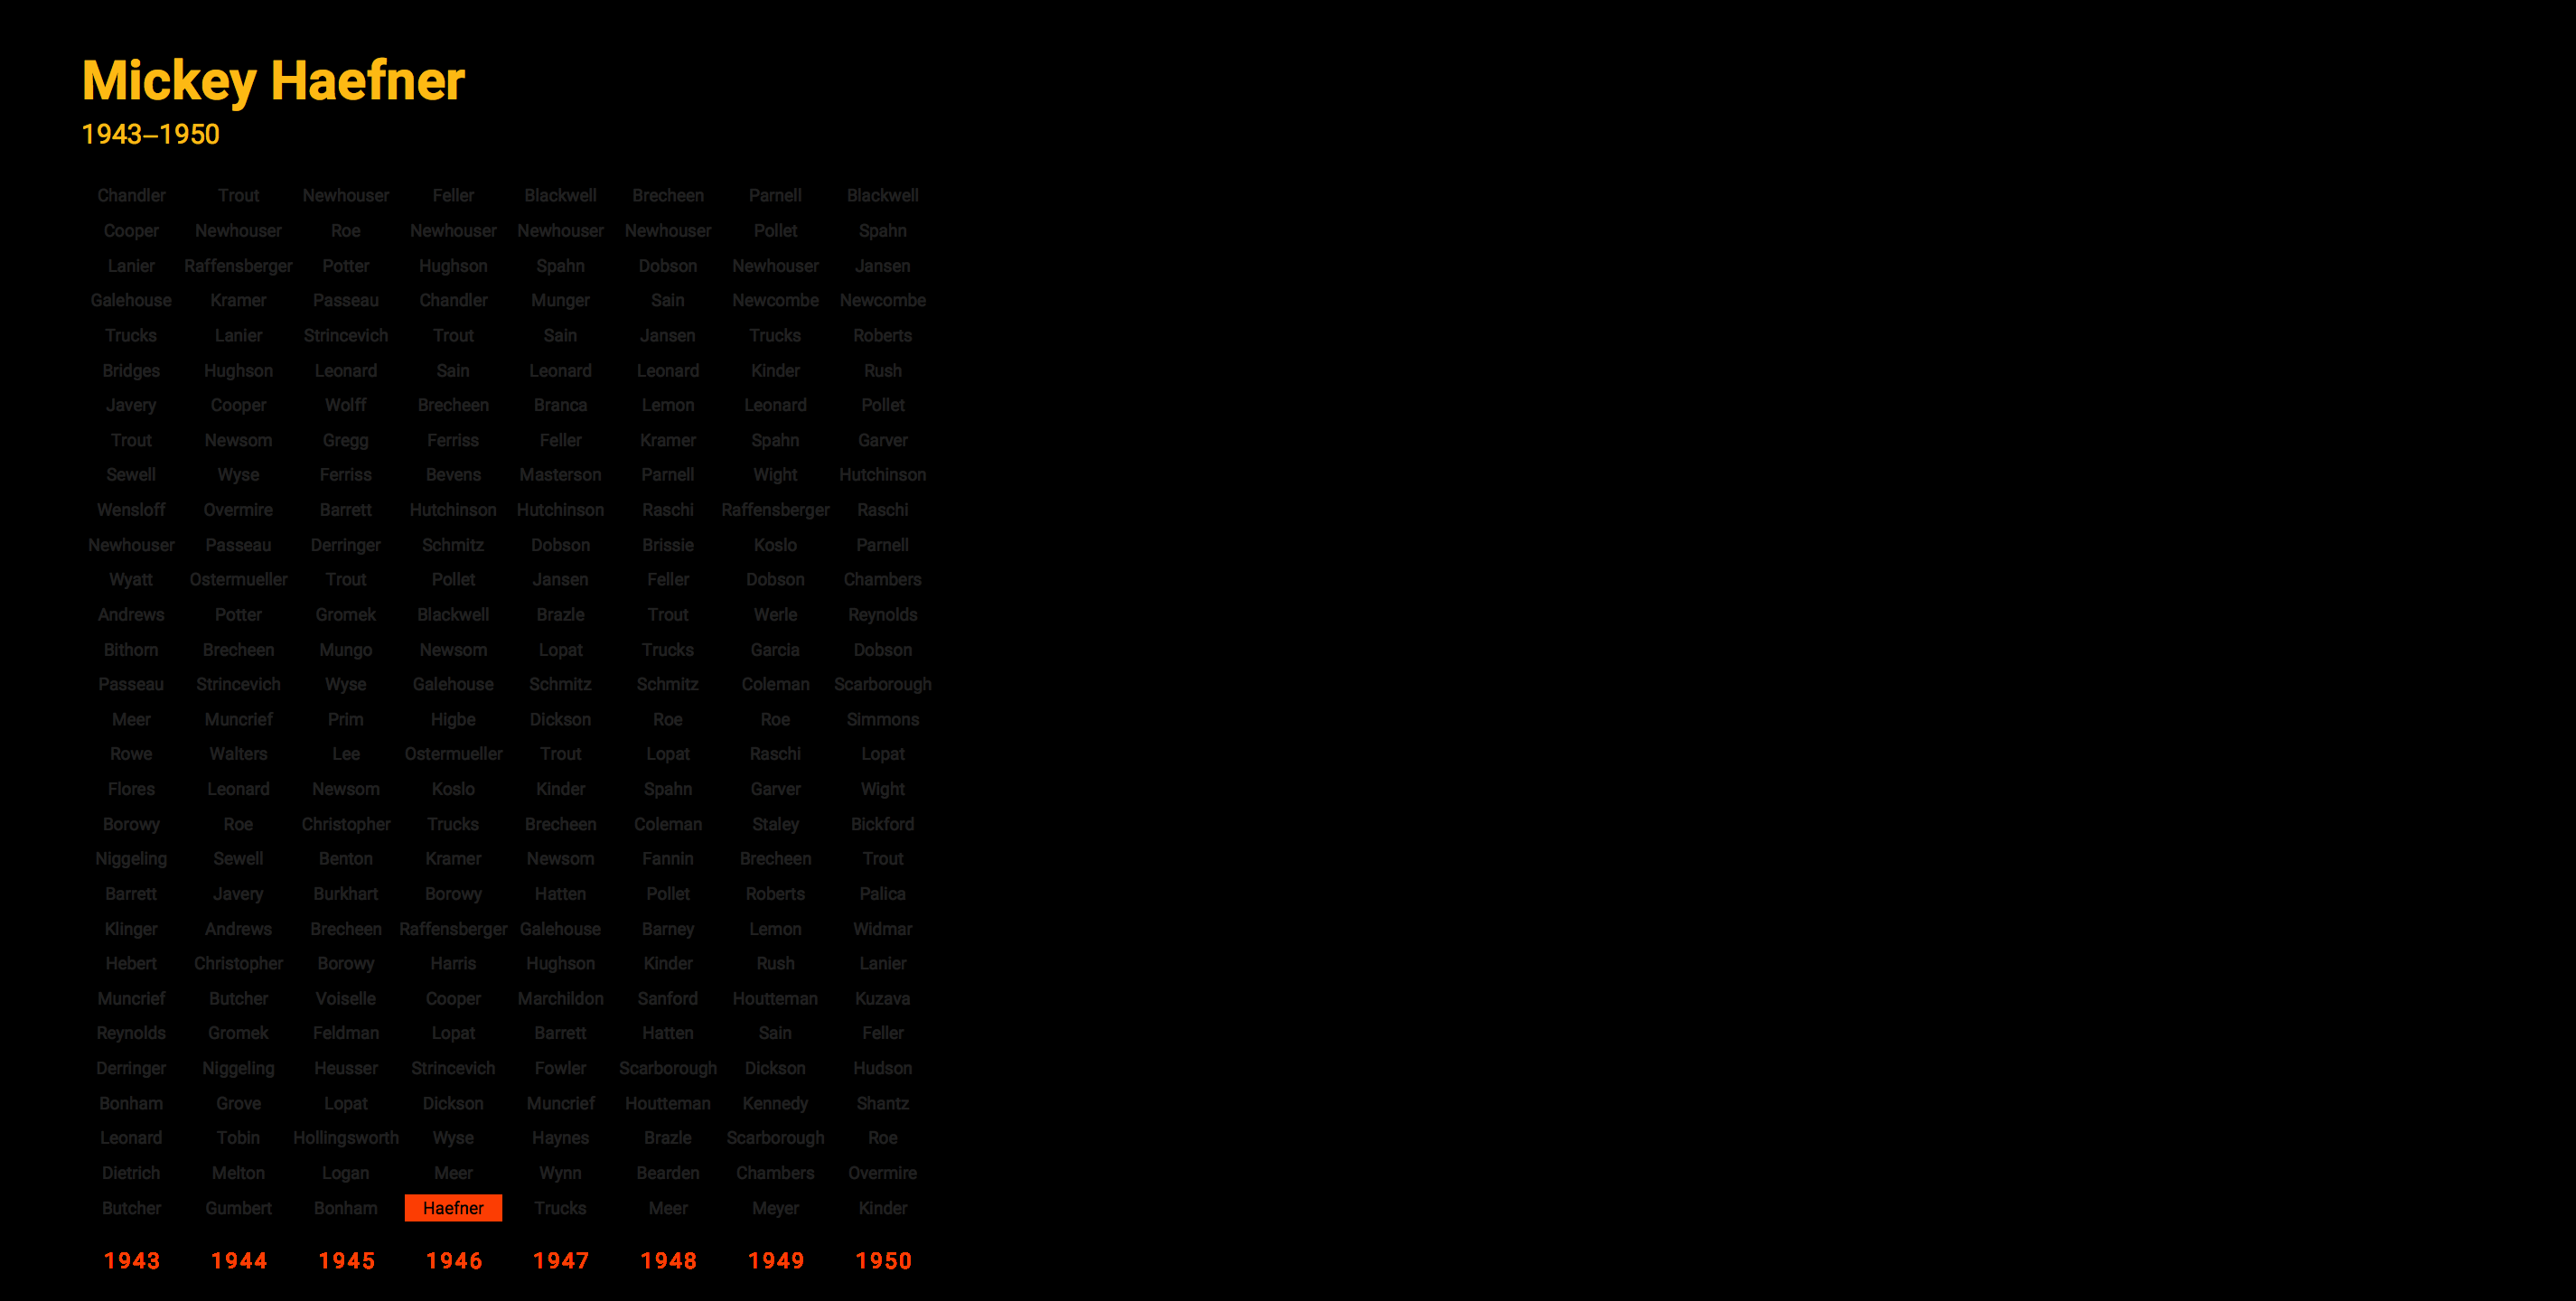 Mickey Haefner
1943–1950
Chandler Trout Newhouser Feller Blackwell Brecheen Parnell Blackwell
Cooper Newhouser Roe Newhouser Newhouser Newhouser Pollet Spahn
Lanier Raffensberger Potter Hughson Spahn Dobson Newhouser Jansen
Galehouse Kramer Passeau Chandler Munger Sain Newcombe Newcombe
Trucks Lanier Strincevich Trout Sain Jansen Trucks Roberts
Bridges Hughson Leonard Sain Leonard Leonard Kinder Rush
Javery Cooper Wolff Brecheen Branca Lemon Leonard Pollet
Trout Newsom Gregg Ferriss Feller Kramer Spahn Garver
Sewell Wyse Ferriss Bevens Masterson Parnell Wight Hutchinson
Wensloff Overmire Barrett Hutchinson Hutchinson Raschi Raffensberger Raschi
Newhouser Passeau Derringer Schmitz Dobson Brissie Koslo Parnell
Wyatt Ostermueller Trout Pollet Jansen Feller Dobson Chambers
Andrews Potter Gromek Blackwell Brazle Trout Werle Reynolds
Bithorn Brecheen Mungo Newsom Lopat Trucks Garcia Dobson
Passeau Strincevich Wyse Galehouse Schmitz Schmitz Coleman Scarborough
Meer Muncrief Prim Higbe Dickson Roe Roe Simmons
Rowe Walters Lee Ostermueller Trout Lopat Raschi Lopat
Flores Leonard Newsom Koslo Kinder Spahn Garver Wight
Borowy Roe Christopher Trucks Brecheen Coleman Staley Bickford
Niggeling Sewell Benton Kramer Newsom Fannin Brecheen Trout
Barrett Javery Burkhart Borowy Hatten Pollet Roberts Palica
Klinger Andrews Brecheen Raffensberger Galehouse Barney Lemon Widmar
Hebert Christopher Borowy Harris Hughson Kinder Rush Lanier
Muncrief Butcher Voiselle Cooper Marchildon Sanford Houtteman Kuzava
Reynolds Gromek Feldman Lopat Barrett Hatten Sain Feller
Derringer Niggeling Heusser Strincevich Fowler Scarborough Dickson Hudson
Bonham Grove Lopat Dickson Muncrief Houtteman Kennedy Shantz
Leonard Tobin Hollingsworth Wyse Haynes Brazle Scarborough Roe
Dietrich Melton Logan Meer Wynn Bearden Chambers Overmire
Butcher Gumbert Bonham Haefner Trucks Meer Meyer Kinder
1943 1944 1945 1946 1947 1948 1949 1950